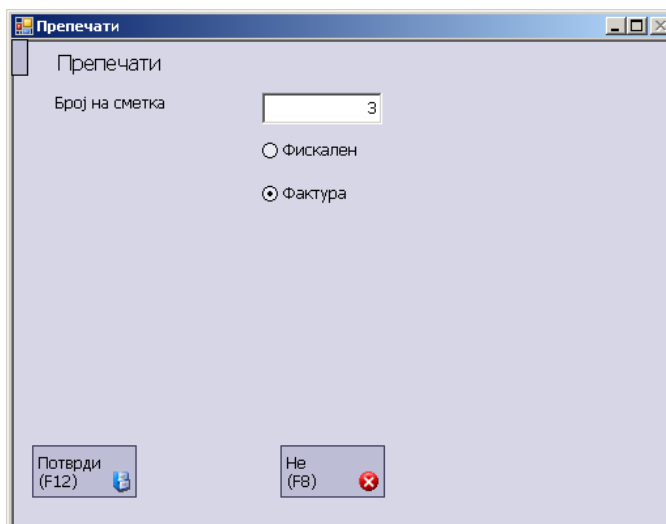 Препечати
Препечати
Број на сметка
3
Фискален
Фактура
Потврди
(F12)
Не
(F8)